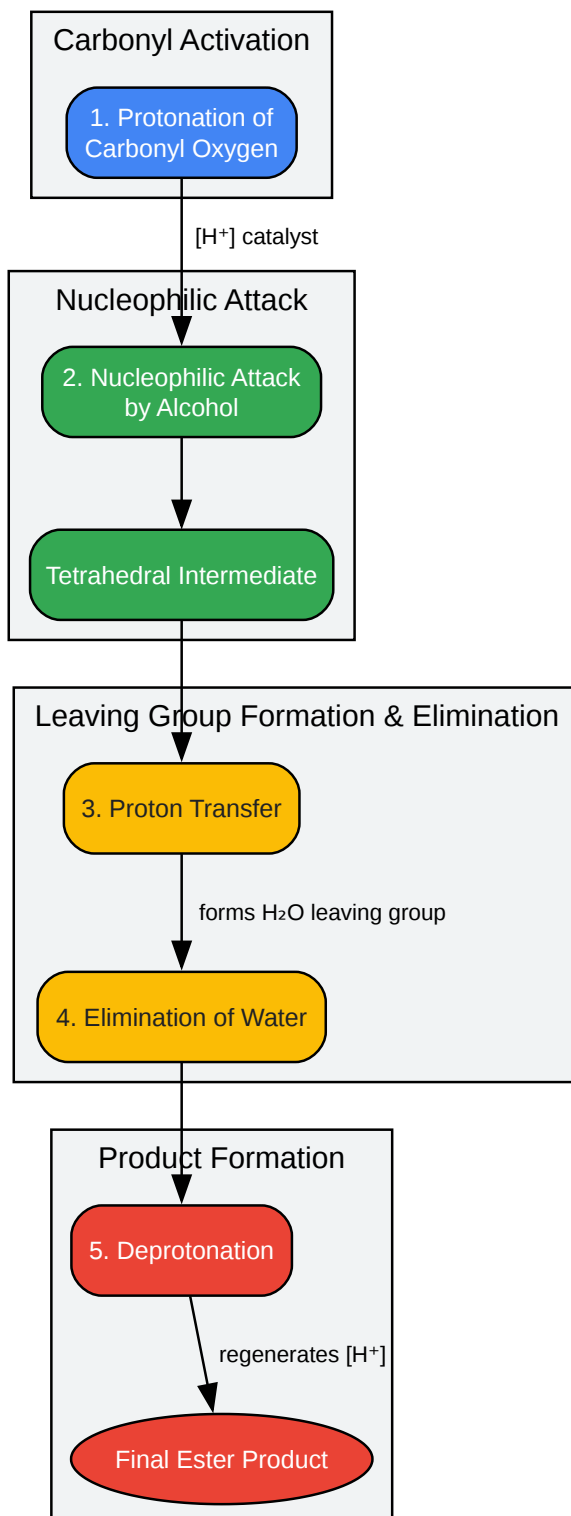 Carbonyl Activation
1. Protonation of
Carbonyl Oxygen
[H⁺] catalyst
Nucleophilic Attack
2. Nucleophilic Attack
by Alcohol
Tetrahedral Intermediate
Leaving Group Formation & Elimination
3. Proton Transfer
forms H₂O leaving group
4. Elimination of Water
Product Formation
5. Deprotonation
regenerates [H⁺]
Final Ester Product